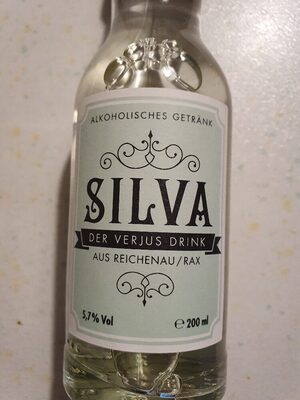 ALKOHOLISCHES GETRÄNK
SILVA
DER VERJUS DRINK
AUS REICHENAU/RAX
5,7% Vol
℮ 200 ml